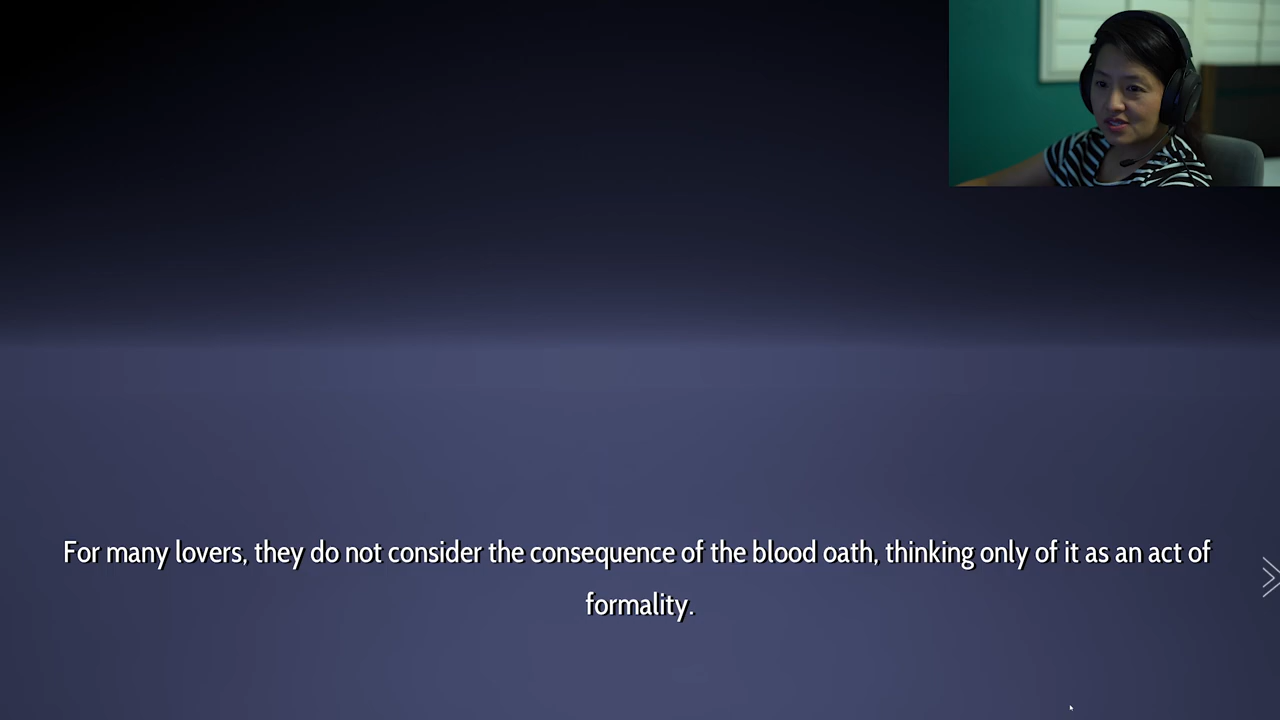 For many lovers, they do not consider the consequence of the blood oath, thinking only of it as an act of
formality.